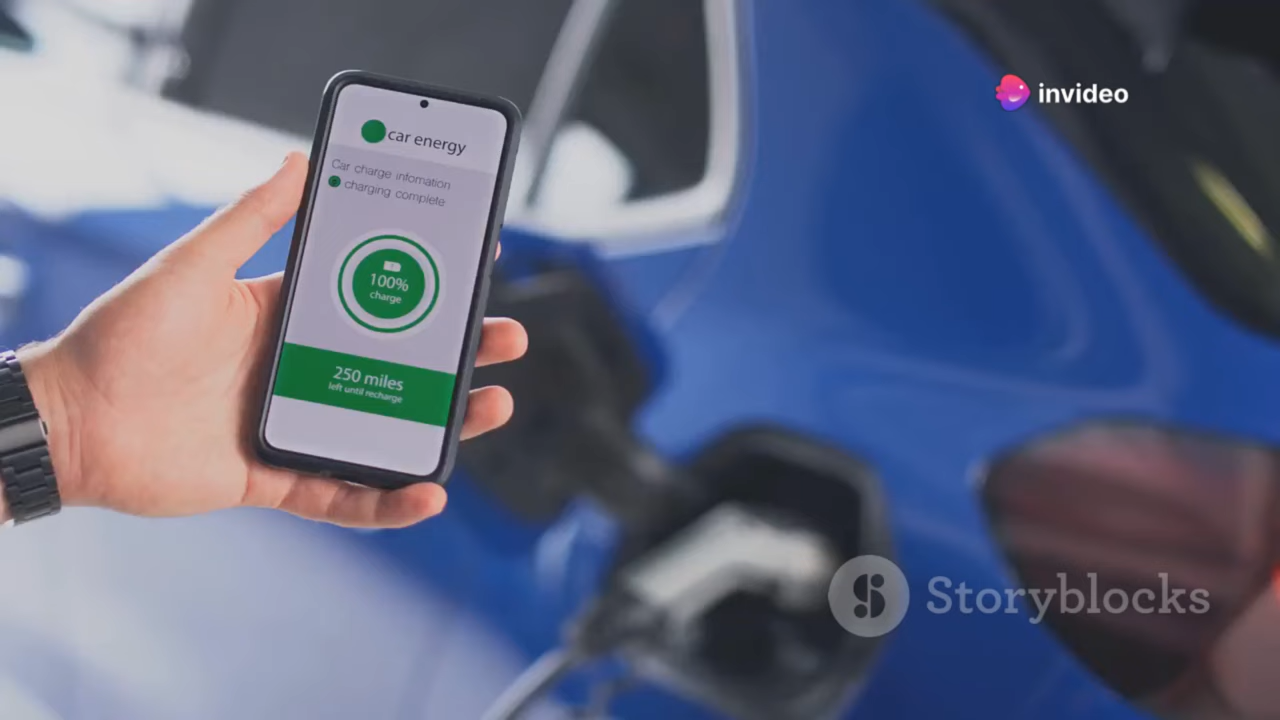 invideo
car energy
Car charge infomation
charging complete
100%
charge
250 miles
left until recharge
Storyblocks